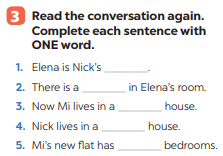 3 Read the conversation again.
Complete each sentence with
ONE word.
1. Elena is Nick's ________.
2. There is a ________ in Elena's room.
3. Now Mi lives in a ________ house.
4. Nick lives in a ________ house.
5. Mi's new flat has ________ bedrooms.